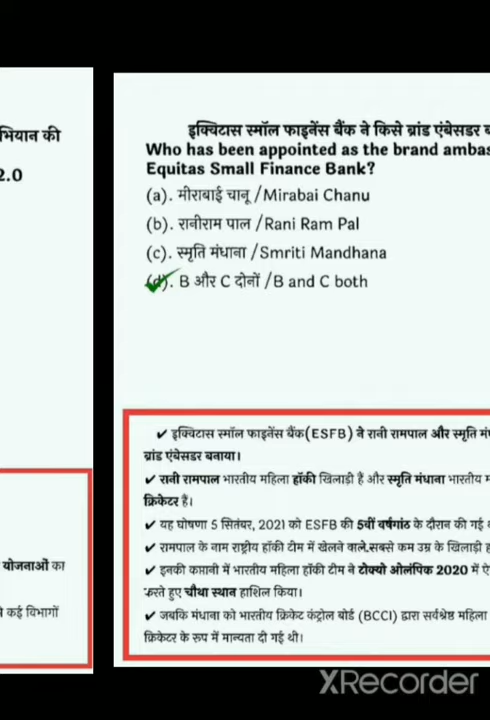 भियान की
2.0
योजनाओं का
कई विभागों
इक्विटास स्मॉल फाइनेंस बैंक ने किसे ब्रांड एंबेसडर
Who has been appointed as the brand ambas
Equitas Small Finance Bank?
(a). मीराबाई चानू /Mirabai Chanu
(b). रानीराम पाल /Rani Ram Pal
(c). स्मृति मंधाना /Smriti Mandhana
(d). B और C दोनों /B and C both
✔ इक्विटास स्मॉल फाइनेंस बैंक(ESFB) ने रानी रामपाल और स्मृति
ब्रांड एंबेसडर बनाया।
✔ रानी रामपाल भारतीय महिला हॉकी खिलाड़ी हैं और स्मृति मंधाना भारतीय
क्रिकेटर हैं।
✔ यह घोषणा 5 सितंबर, 2021 को ESFB की 5वीं वर्षगांठ के दौरान की गई
✔ रामपाल के नाम राष्ट्रीय हॉकी टीम में खेलने वाले सबसे कम उम्र के खिलाड़ी
✔ इनकी कप्तानी में भारतीय महिला हॉकी टीम ने टोक्यो ओलंपिक 2020 में
करते हुए चौथा स्थान हाशिल किया।
✔ जबकि मंधाना को भारतीय क्रिकेट कंट्रोल बोर्ड (BCCI) द्वारा सर्वश्रेष्ठ महिला
क्रिकेटर के रूप में मान्यता दी गई थी।
XRecorder